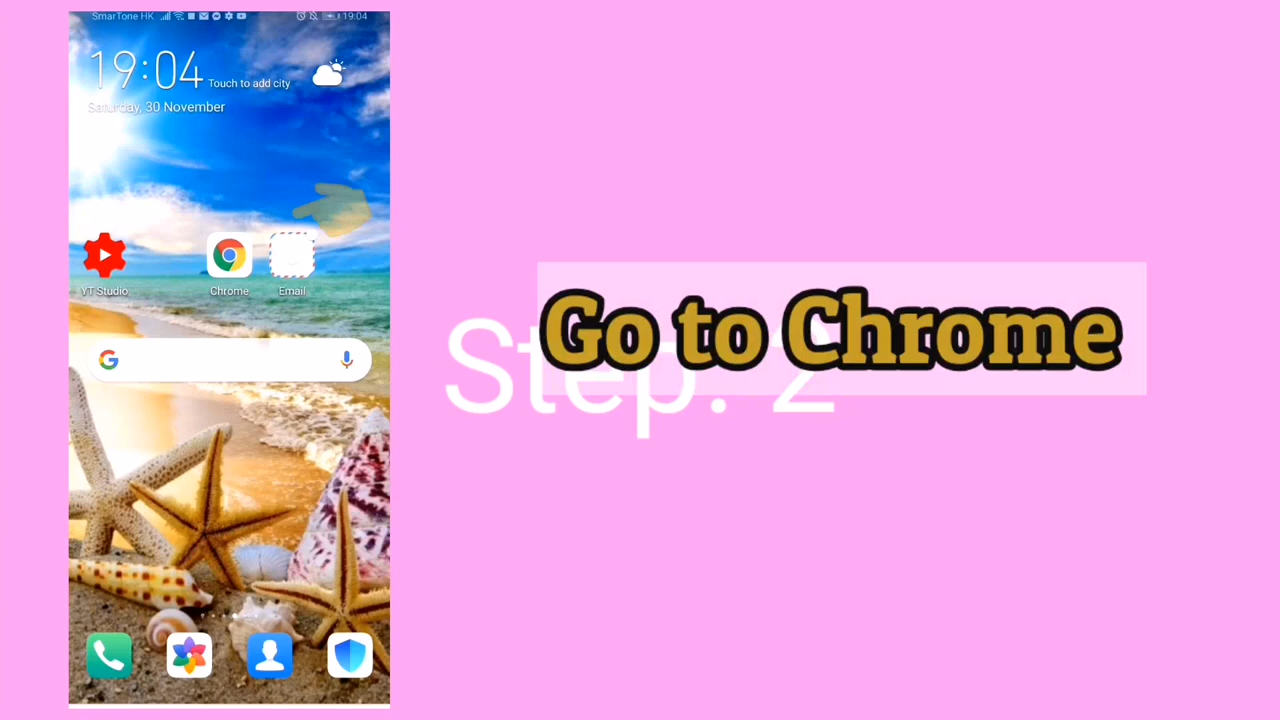 SmarTone HK 19:04
19:04 Touch to add city
Saturday, 30 November
YT Studio Chrome Email
Go to Chrome
Step. 2